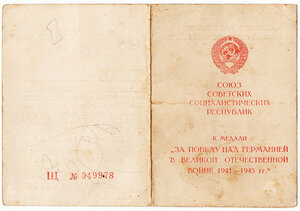 Щ № 049978
СОЮЗ
СОВЕТСКИХ
СОЦИАЛИСТИЧЕСКИХ
РЕСПУБЛИК
К МЕДАЛИ
"ЗА ПОБЕДУ НАД ГЕРМАНИЕЙ
В ВЕЛИКОЙ ОТЕЧЕСТВЕННОЙ
ВОЙНЕ 1941—1945 гг."